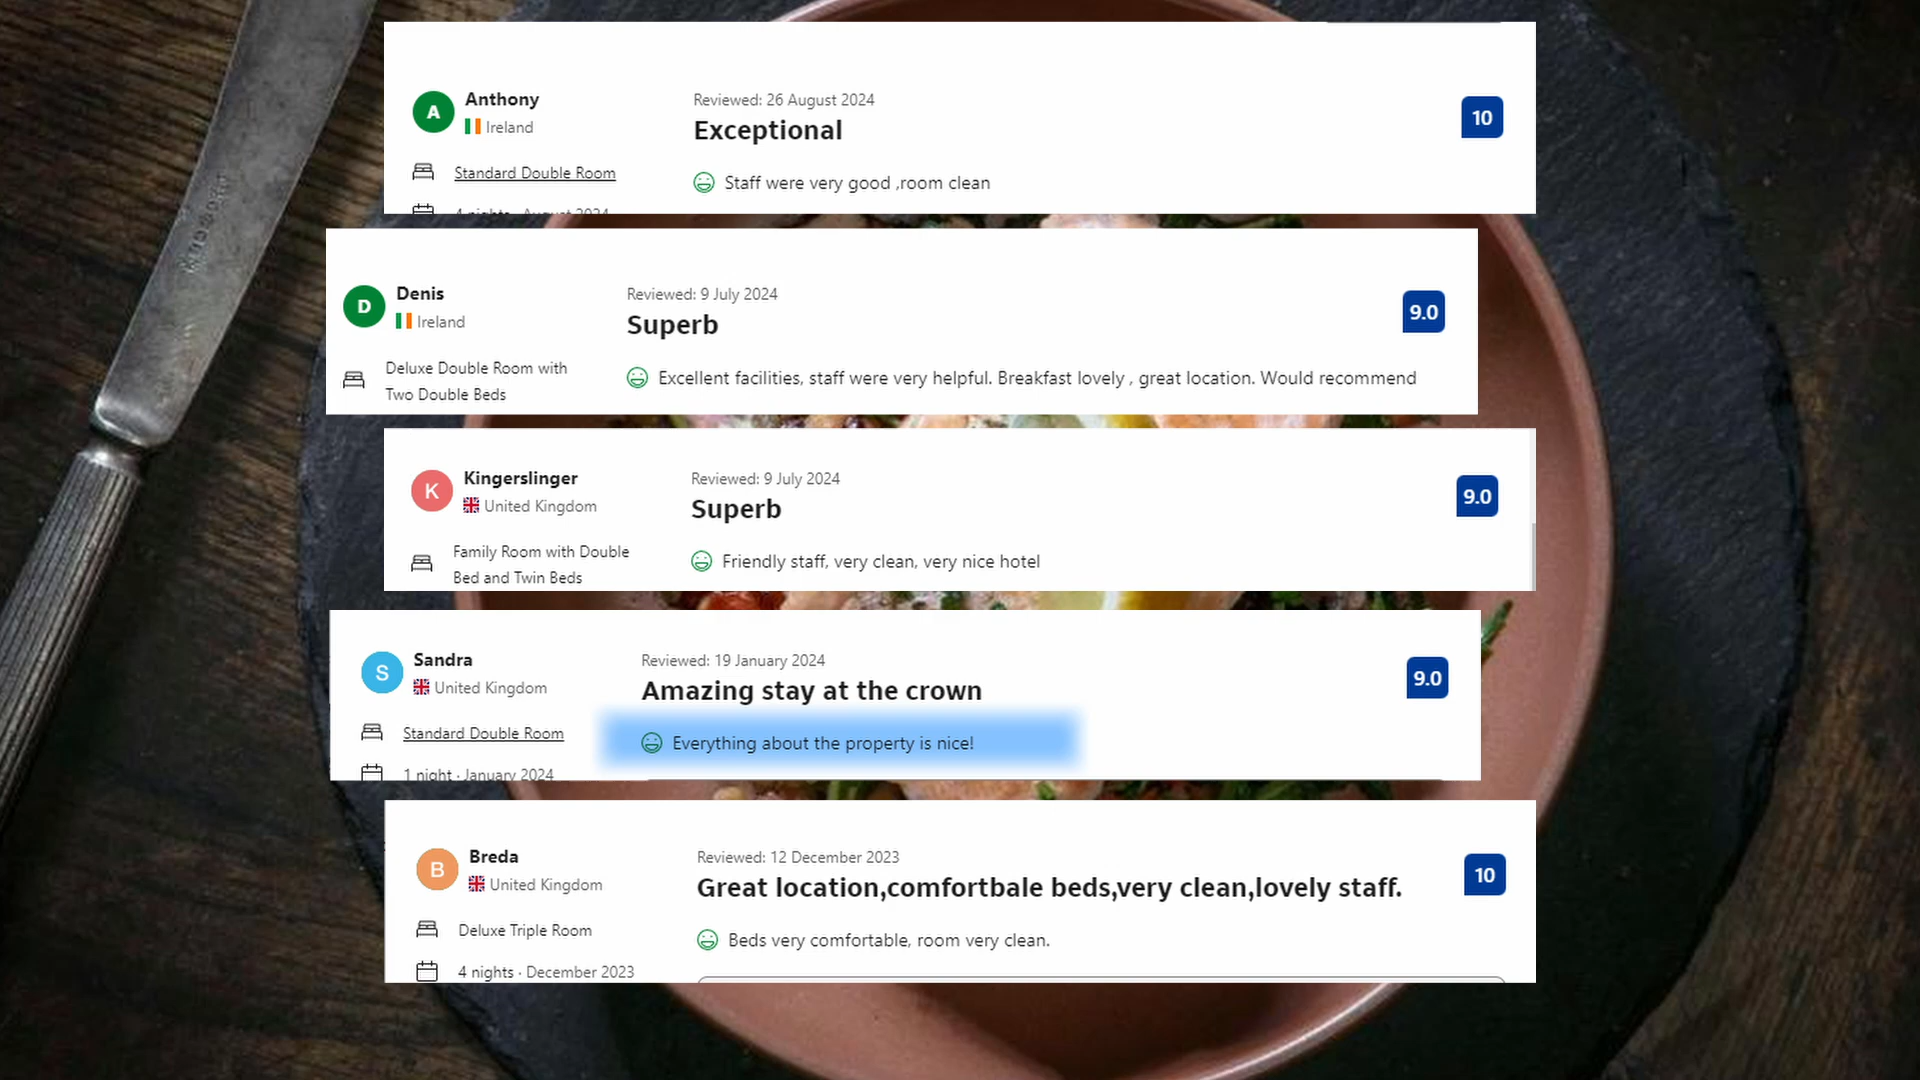 A
Anthony
Ireland
Standard Double Room
4 nights · August 2024
Reviewed: 26 August 2024
Exceptional
Staff were very good ,room clean
10
D
Denis
Ireland
Deluxe Double Room with
Two Double Beds
Reviewed: 9 July 2024
Superb
Excellent facilities, staff were very helpful. Breakfast lovely , great location. Would recommend
9.0
K
Kingerslinger
United Kingdom
Family Room with Double
Bed and Twin Beds
Reviewed: 9 July 2024
Superb
Friendly staff, very clean, very nice hotel
9.0
S
Sandra
United Kingdom
Standard Double Room
1 night · January 2024
Reviewed: 19 January 2024
Amazing stay at the crown
Everything about the property is nice!
9.0
B
Breda
United Kingdom
Deluxe Triple Room
4 nights · December 2023
Reviewed: 12 December 2023
Great location,comfortbale beds,very clean,lovely staff.
Beds very comfortable, room very clean.
10